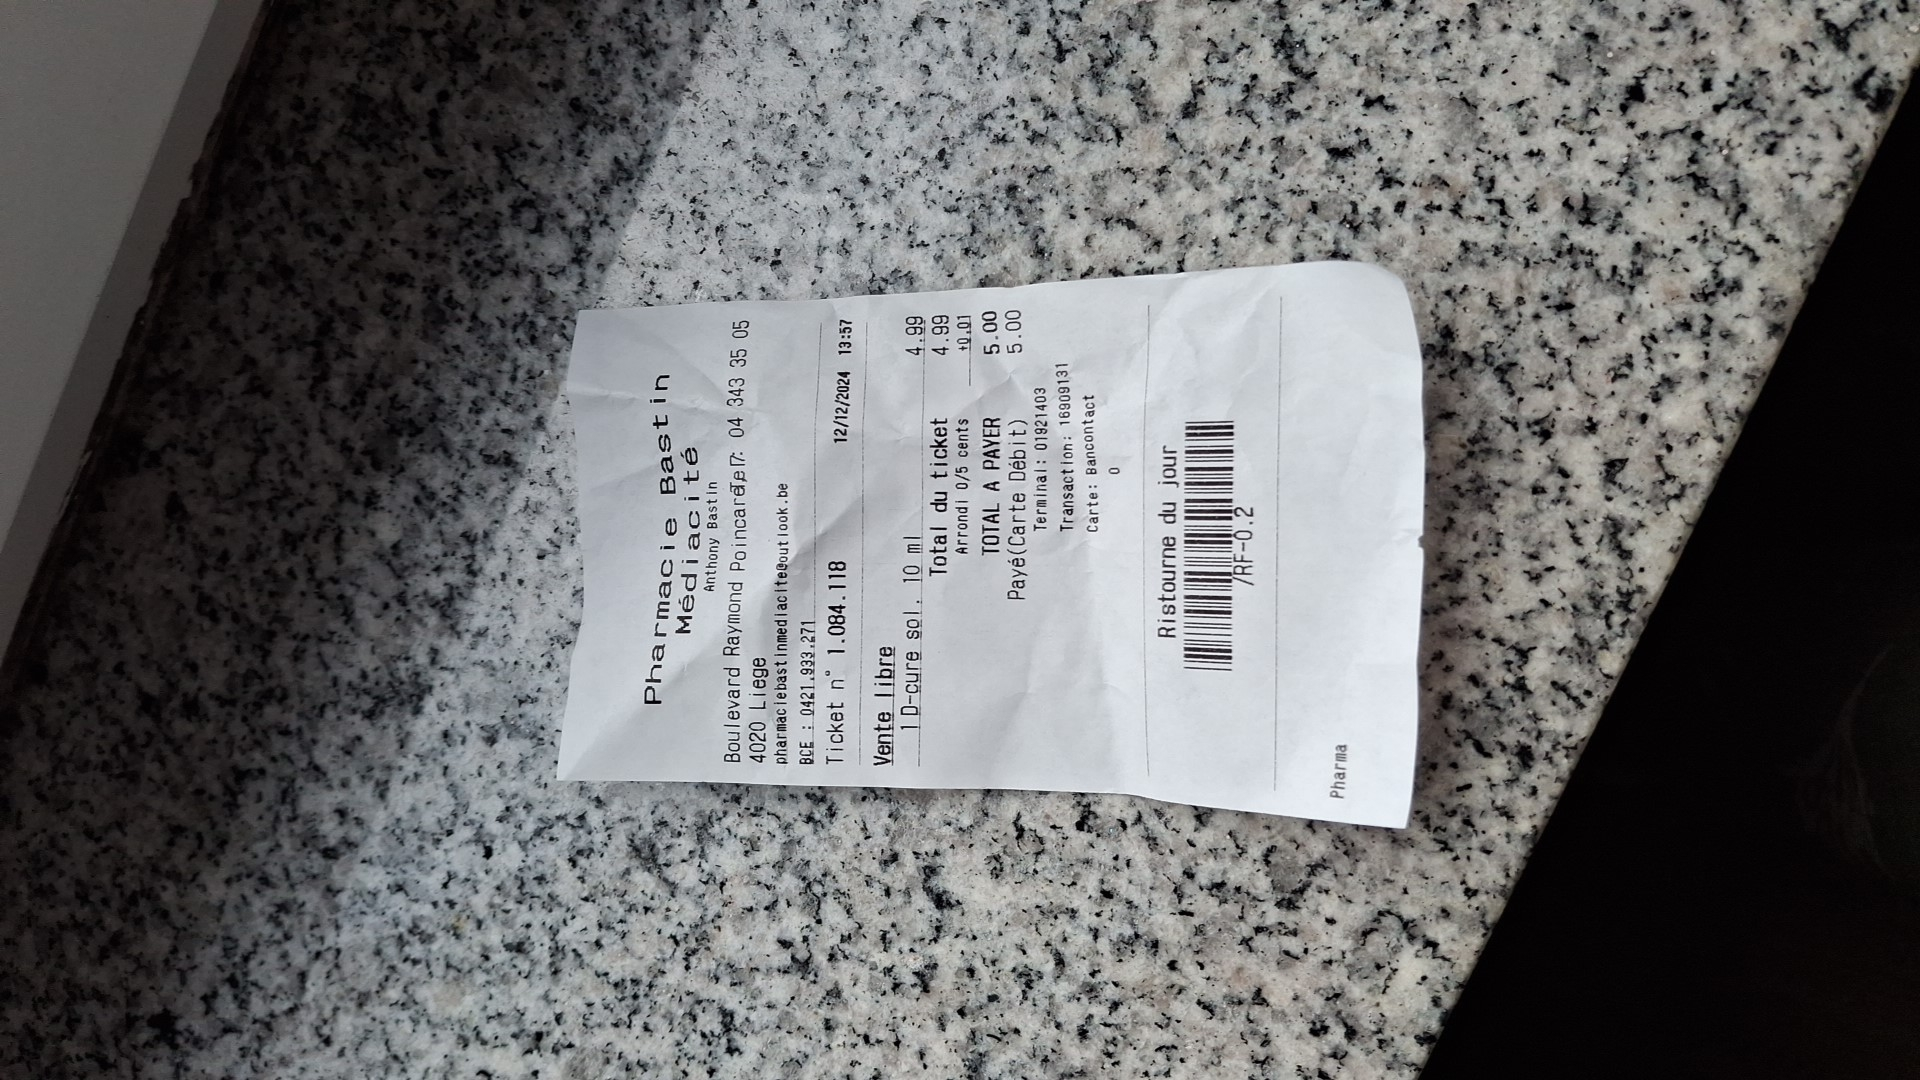 Pharmacie Bastin
Médiacité
Anthony Bastin
Boulevard Raymond Poincaré, 7: 04 343 35 05
4020 Liege
pharmaciebastinmediacite@outlook.be
BCE : 0421.933.271
Ticket n° 1.084.118 12/12/2024 13:57
Vente libre
1 D-cure sol. 10 ml 4.99
Total du ticket 4.99
Arrondi 0/5 cents +0.01
TOTAL A PAYER 5.00
Payé(Carte Débit) 5.00
Terminal: 01921403
Transaction: 16909131
Carte: Bancontact
0
Ristourne du jour
/RF-0.2
Pharma